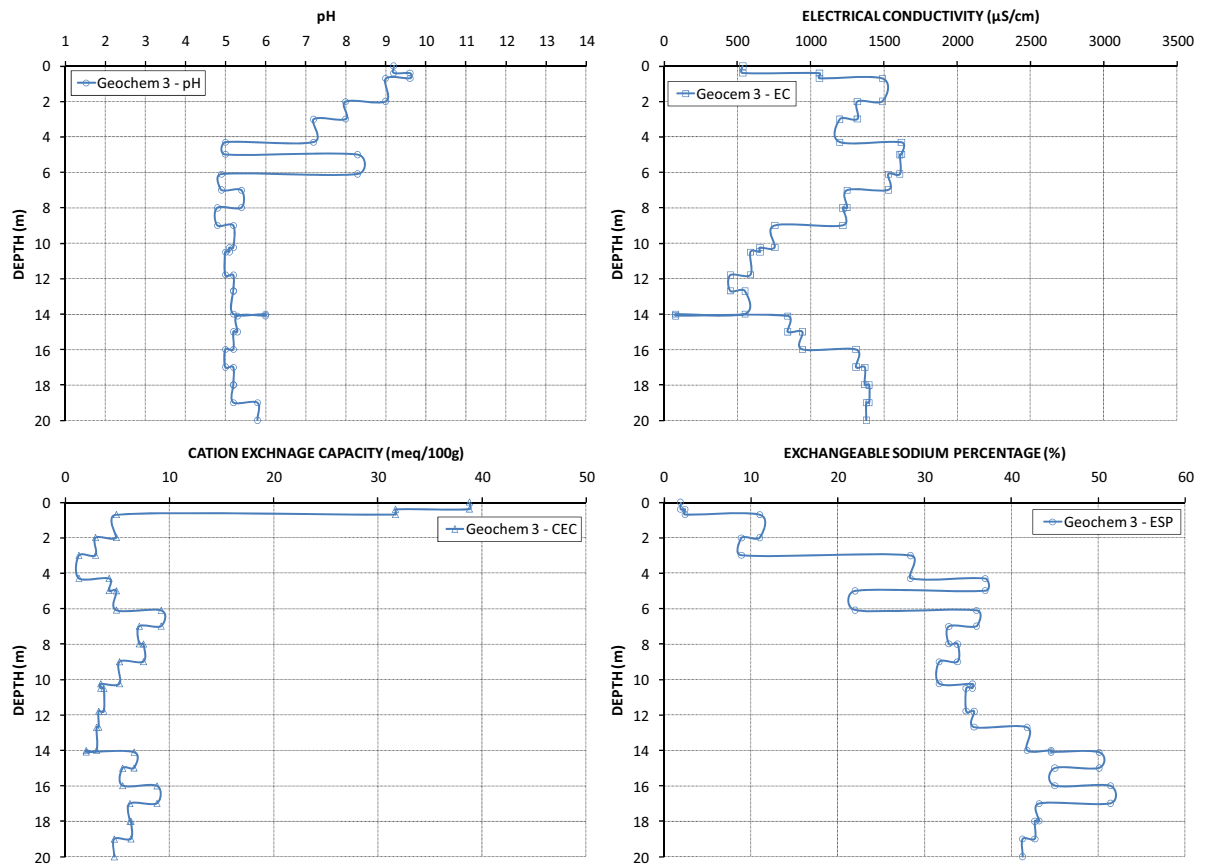 pH
1 2 3 4 5 6 7 8 9 10 11 12 13 14
0
2
4
6
8
10
12
14
16
18
20
DEPTH (m)
Geochem 3 - pH
ELECTRICAL CONDUCTIVITY (µS/cm)
0 500 1000 1500 2000 2500 3000 3500
0
2
4
6
8
10
12
14
16
18
20
DEPTH (m)
Geocem 3 - EC
CATION EXCHNAGE CAPACITY (meq/100g)
0 10 20 30 40 50
0
2
4
6
8
10
12
14
16
18
20
DEPTH (m)
Geochem 3 - CEC
EXCHANGEABLE SODIUM PERCENTAGE (%)
0 10 20 30 40 50 60
0
2
4
6
8
10
12
14
16
18
20
DEPTH (m)
Geochem 3 - ESP